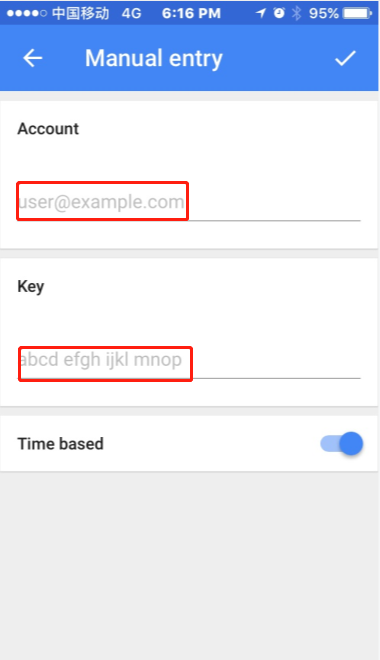 中国移动 4G 6:16 PM 95%
Manual entry
Account
user@example.com
Key
abcd efgh ijkl mnop
Time based